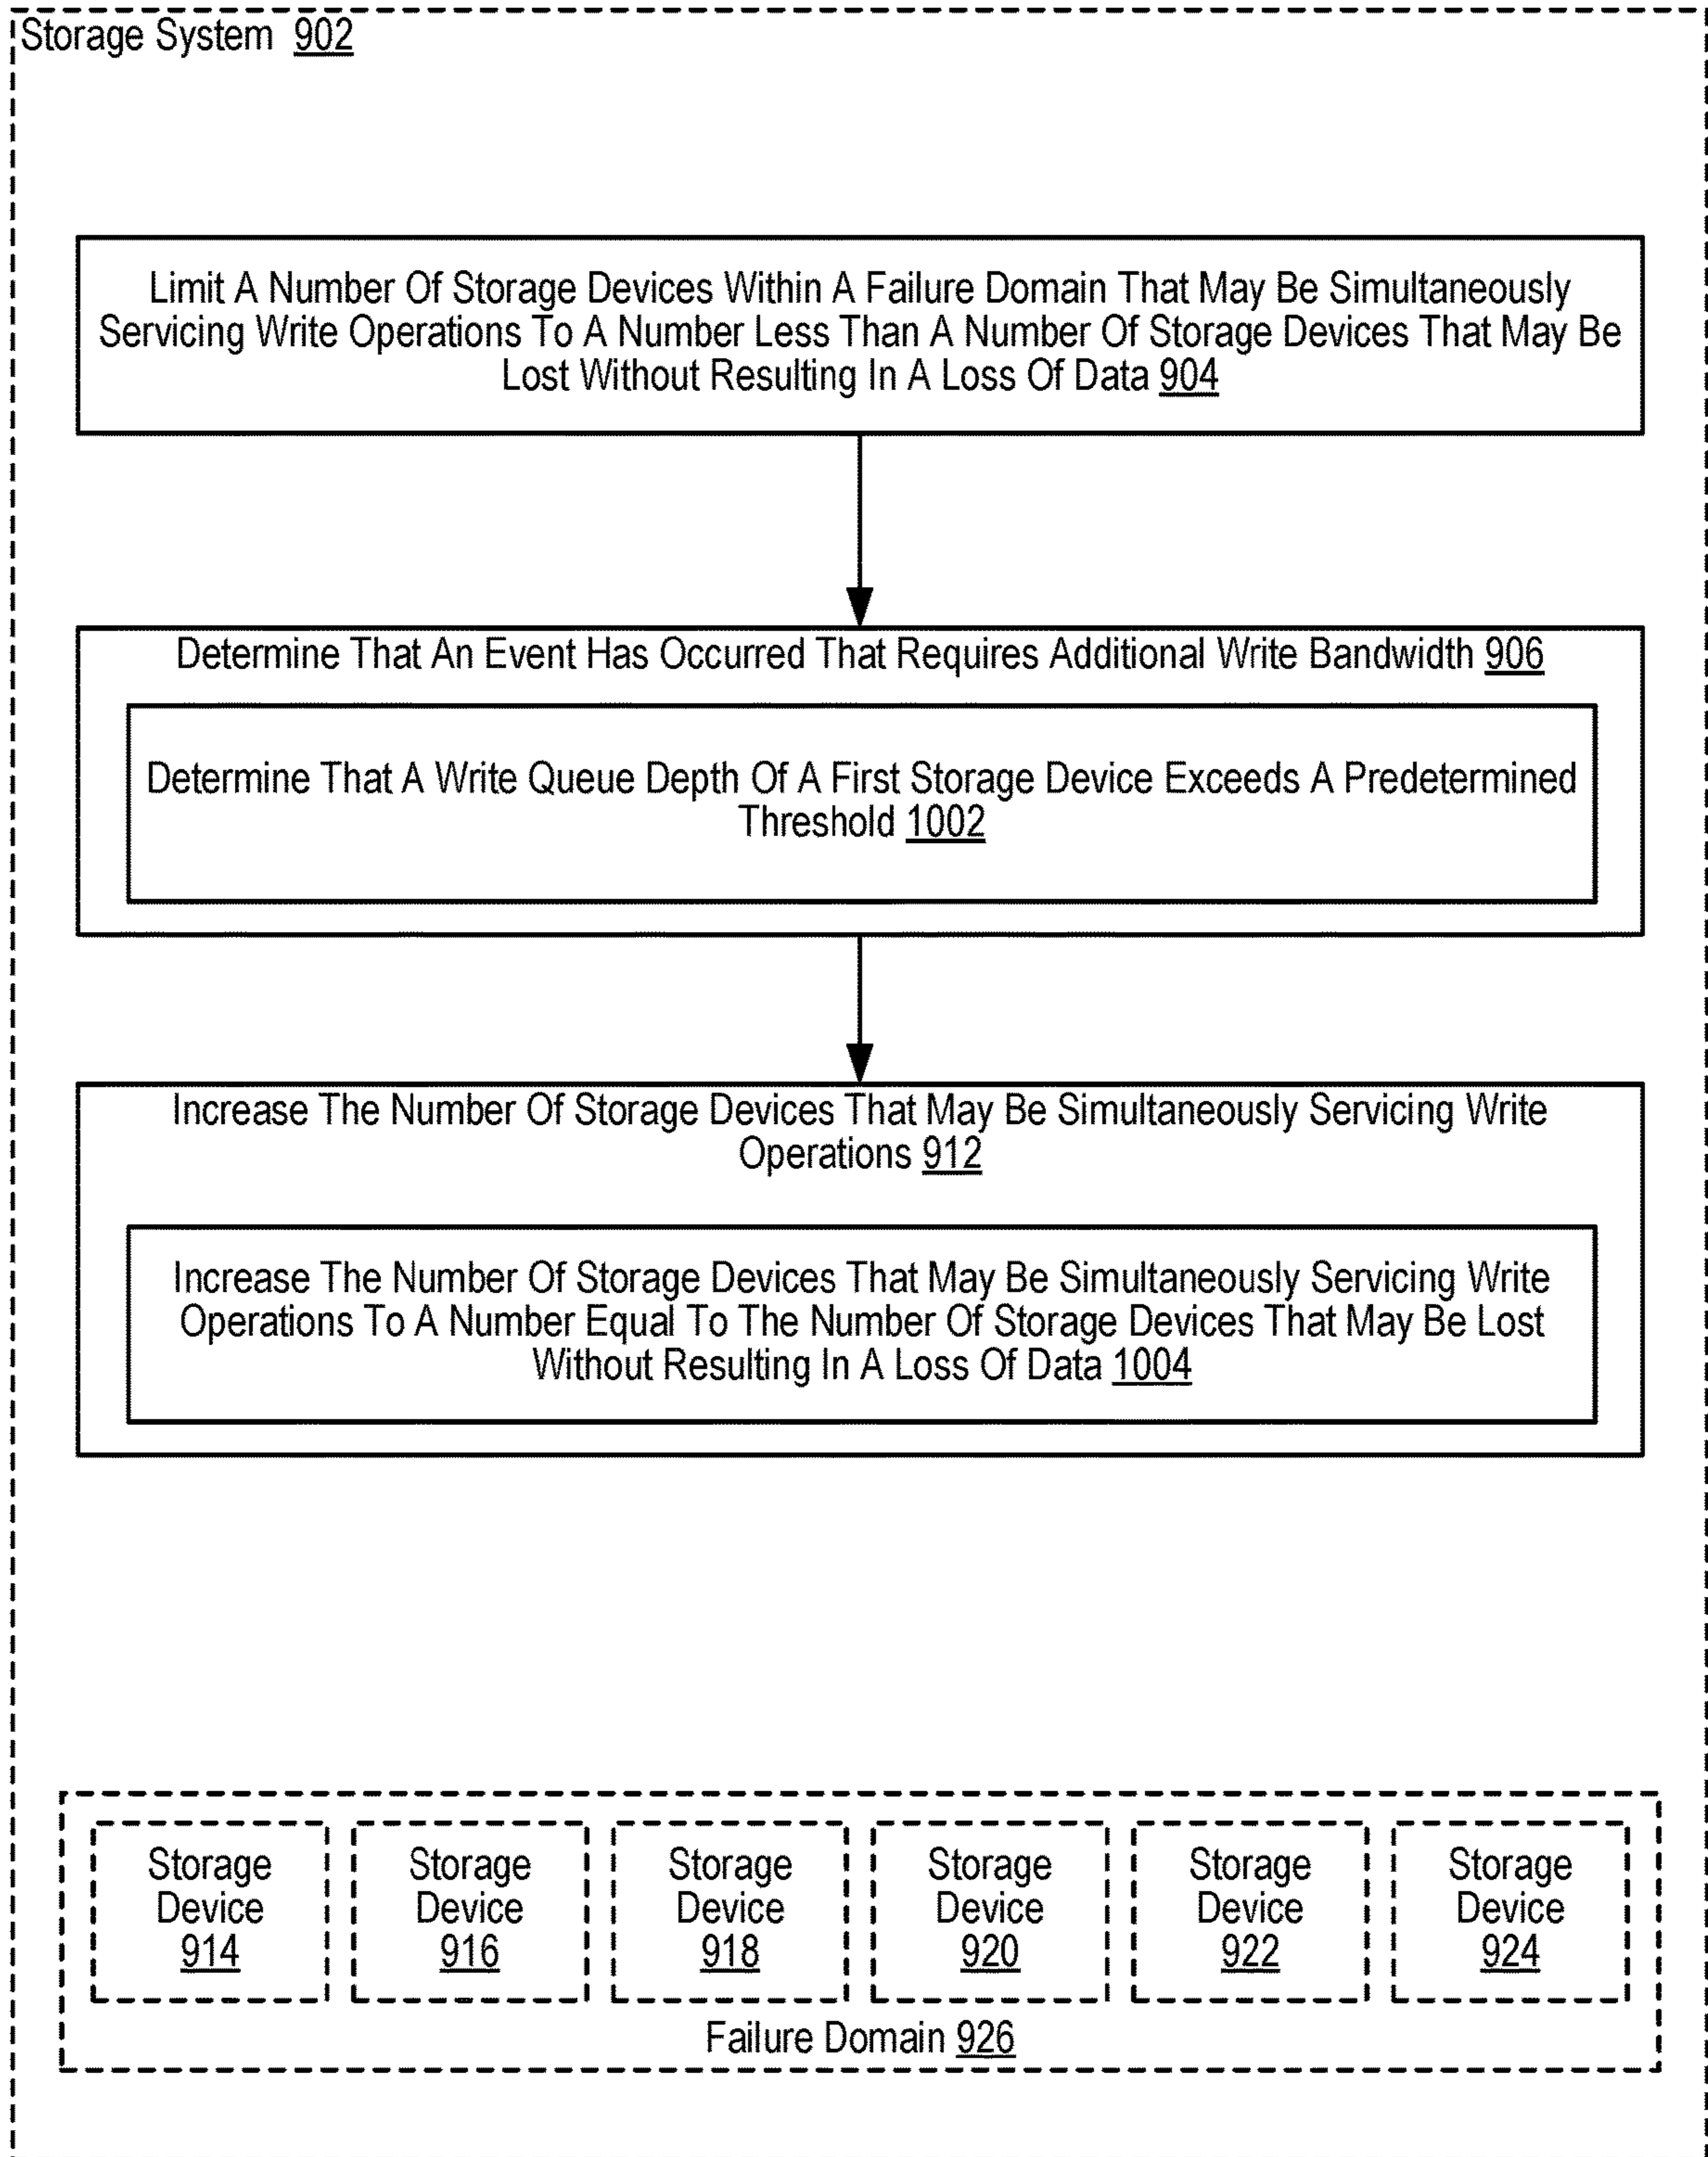 Storage System 902
Limit A Number Of Storage Devices Within A Failure Domain That May Be Simultaneously
Servicing Write Operations To A Number Less Than A Number Of Storage Devices That May Be
Lost Without Resulting In A Loss Of Data 904
Determine That An Event Has Occurred That Requires Additional Write Bandwidth 906
Determine That A Write Queue Depth Of A First Storage Device Exceeds A Predetermined
Threshold 1002
Increase The Number Of Storage Devices That May Be Simultaneously Servicing Write
Operations 912
Increase The Number Of Storage Devices That May Be Simultaneously Servicing Write
Operations To A Number Equal To The Number Of Storage Devices That May Be Lost
Without Resulting In A Loss Of Data 1004
Storage
Device
914
Storage
Device
916
Storage
Device
918
Storage
Device
920
Storage
Device
922
Storage
Device
924
Failure Domain 926